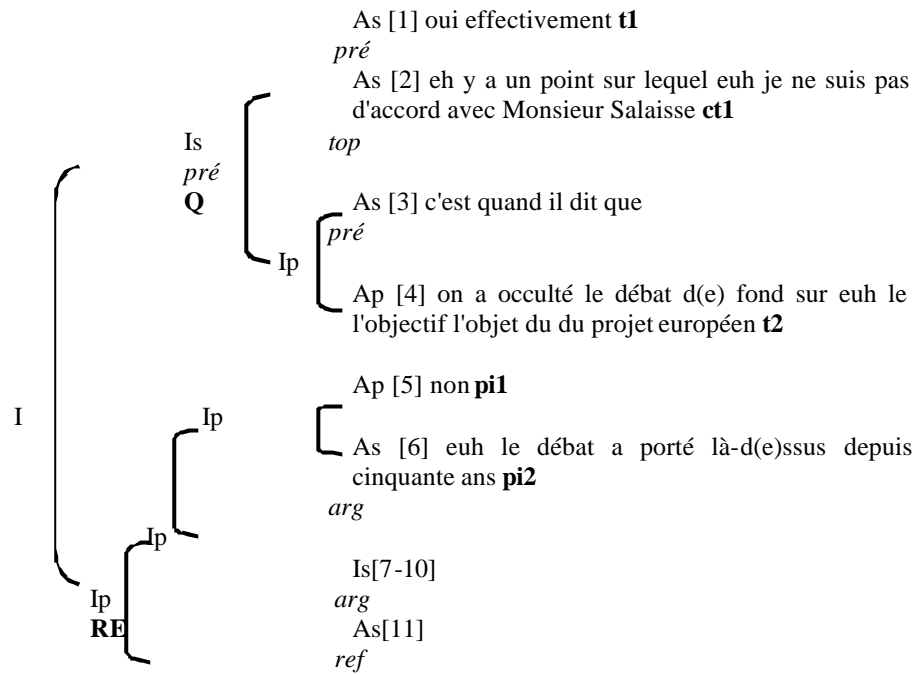 As [1] oui effectivement t1
pré
As [2] eh y a un point sur lequel euh je ne suis pas
d'accord avec Monsieur Salaisse ct1
Is top
pré
Q
As [3] c'est quand il dit que
pré
Ip
Ap [4] on a occulté le débat d(e) fond sur euh le
l'objectif l'objet du du projet européen t2
Ap [5] non pi1
I Ip
As [6] euh le débat a porté là-d(e)ssus depuis
cinquante ans pi2
arg
Ip
Is[7-10]
Ip arg
RE As[11]
ref